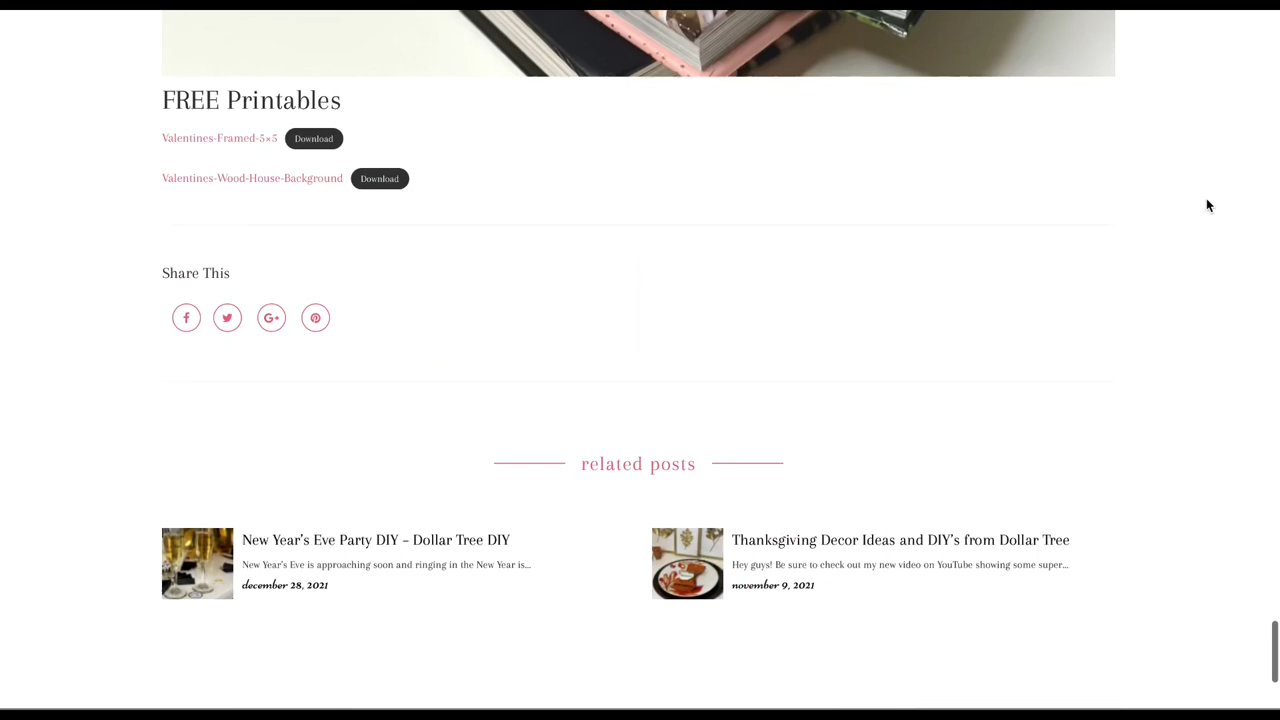 FREE Printables
Valentines-Framed-5×5 Download
Valentines-Wood-House-Background Download
Share This
related posts
New Year's Eve Party DIY – Dollar Tree DIY
New Year's Eve is approaching soon and ringing in the New Year is...
december 28, 2021
Thanksgiving Decor Ideas and DIY's from Dollar Tree
Hey guys! Be sure to check out my new video on YouTube showing some super...
november 9, 2021